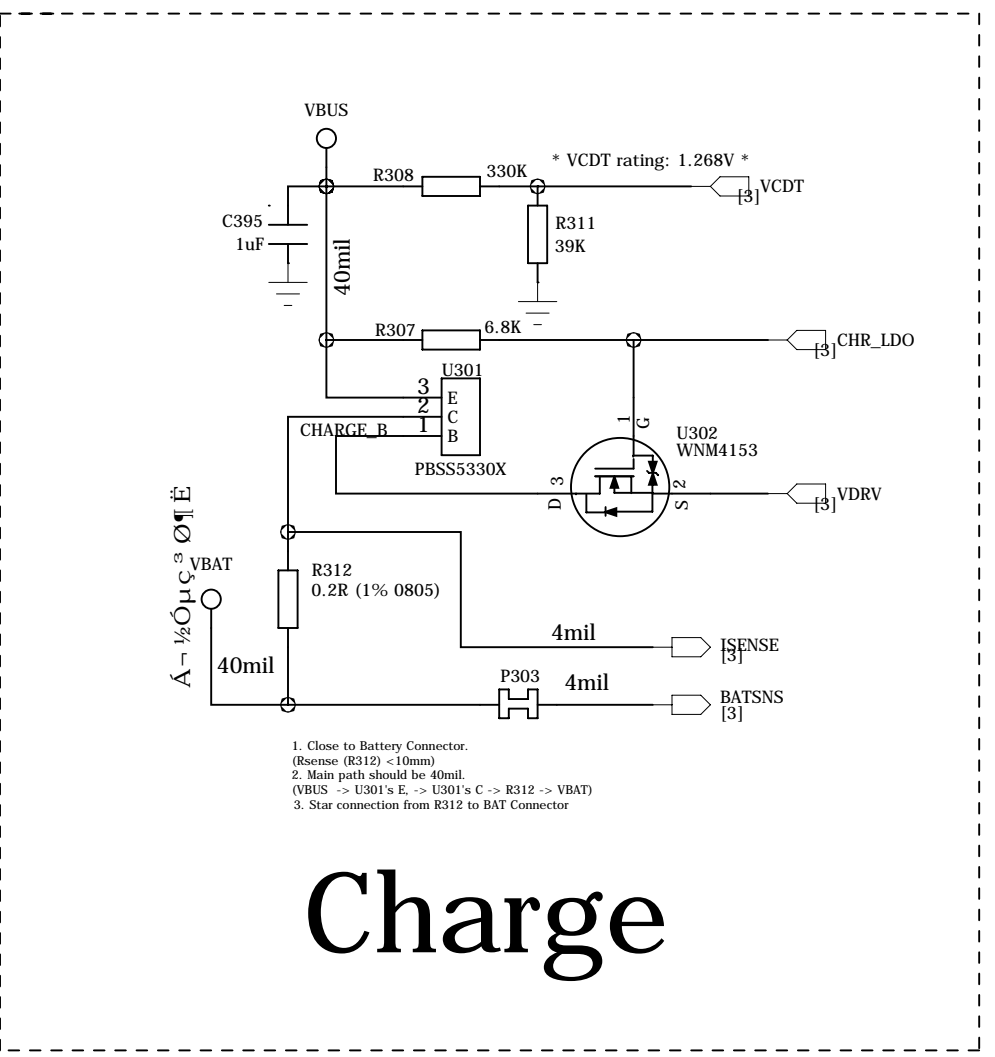 VBUS
* VCDT rating: 1.268V *
R308
330K
VCDT
[3]
C395
1uF
R311
39K
40mil
R307
6.8K
CHR_LDO
[3]
U301
3
E
2
C
CHARGE_B
1
B
PBSS5330X
1
G
U302
WNM4153
D
3
S
2
VDRV
[3]
Á¬ ½Óµç³ Ø¶ Ë
VBAT
R312
0.2R (1% 0805)
40mil
4mil
ISENSE
[3]
P303
4mil
BATSNS
[3]
1. Close to Battery Connector.
(Rsense (R312) <10mm)
2. Main path should be 40mil.
(VBUS -> U301's E, -> U301's C -> R312 -> VBAT)
3. Star connection from R312 to BAT Connector
Charge